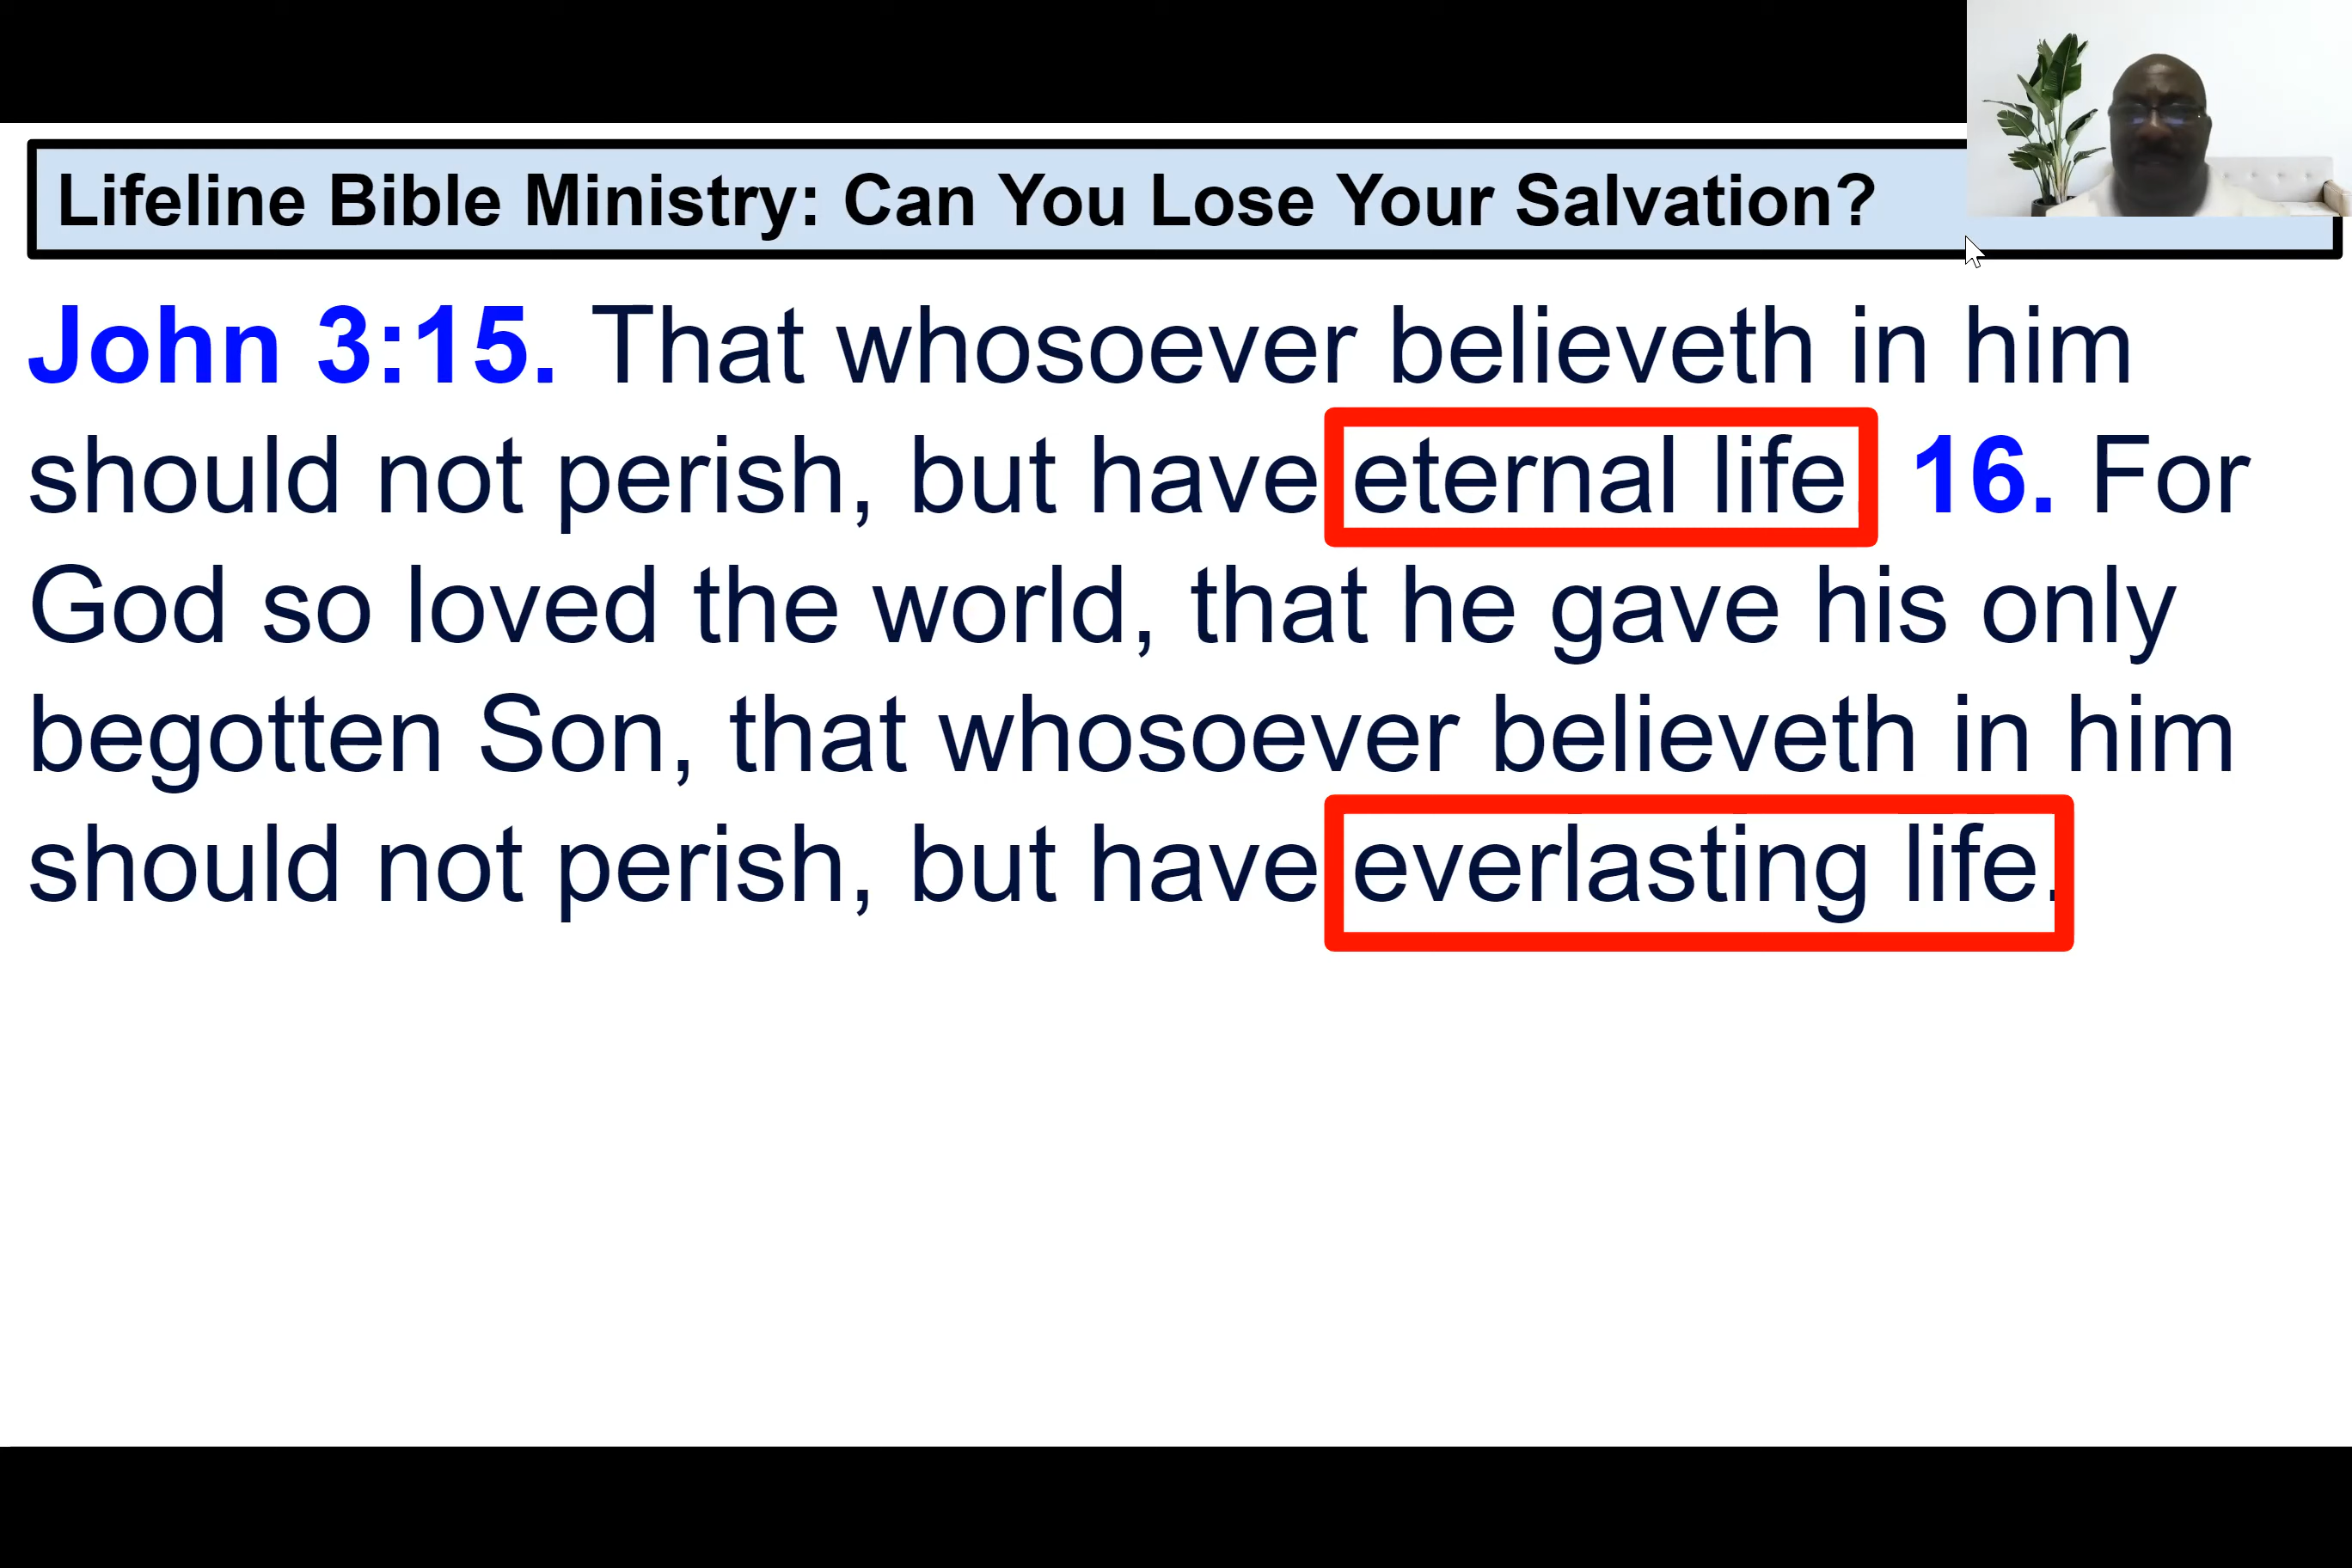 Lifeline Bible Ministry: Can You Lose Your Salvation?
John 3:15. That whosoever believeth in him
should not perish, but have eternal life 16. For
God so loved the world, that he gave his only
begotten Son, that whosoever believeth in him
should not perish, but have everlasting life.